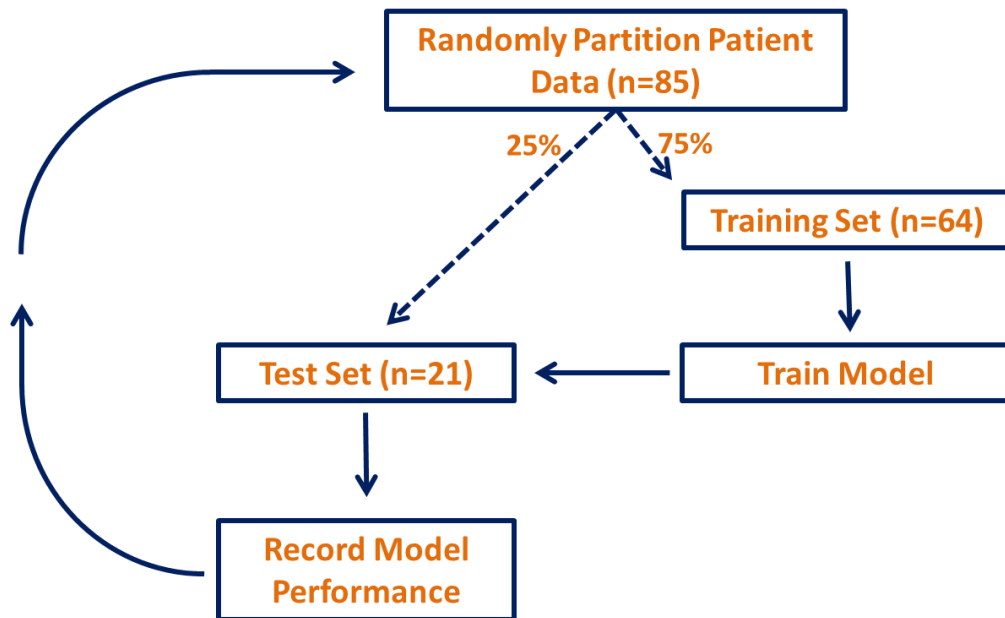 Randomly Partition Patient
Data (n=85)
25%
75%
Training Set (n=64)
Test Set (n=21)
Train Model
Record Model
Performance